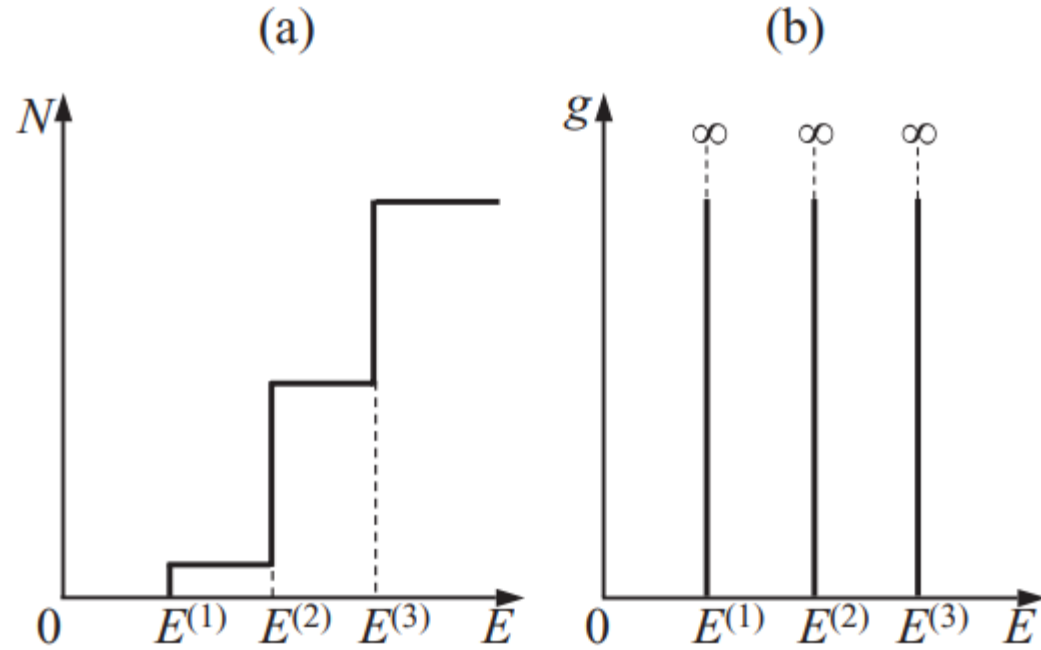 (a) (b)
N g ∞ ∞ ∞
0 E^(1) E^(2) E^(3) E 0 E^(1) E^(2) E^(3) E